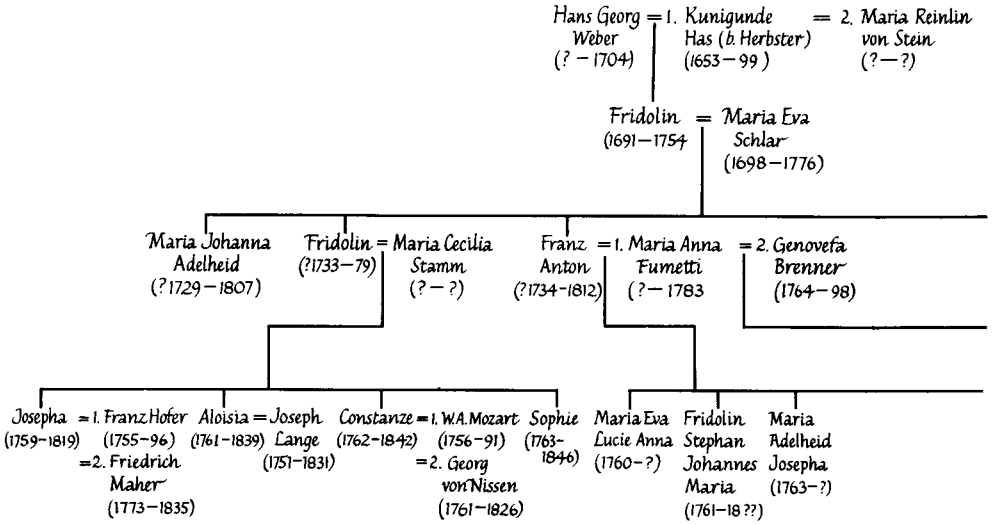 Hans Georg = 1. Kunigunde = 2. Maria Reinlin
Weber Has (b. Herbster) von Stein
(? – 1704) (1653–99) (?–?)
Fridolin = Maria Eva
(1691–1754 Schlar
(1698–1776)
Maria Johanna Fridolin = Maria Cecilia Franz = 1. Maria Anna = 2. Genovefa
Adelheid (?1733–79) Stamm Anton Fumetti Brenner
(?1729–1807) (?–?) (?1734–1812) (?–1783 (1764–98)
Josepha = 1. Franz Hofer Aloisia = Joseph Constanze = 1. W.A. Mozart Sophie Maria Eva Fridolin Maria
(1759–1819) (1755–96) (1761–1839) Lange (1762–1842) (1756–91) (1763– Lucie Anna Stephan Adelheid
= 2. Friedrich (1751–1831) = 2. Georg 1846) (1760–?) Johannes Josepha
Maher von Nissen Maria (1763–?)
(1773–1835) (1761–1826) (1761–18??)